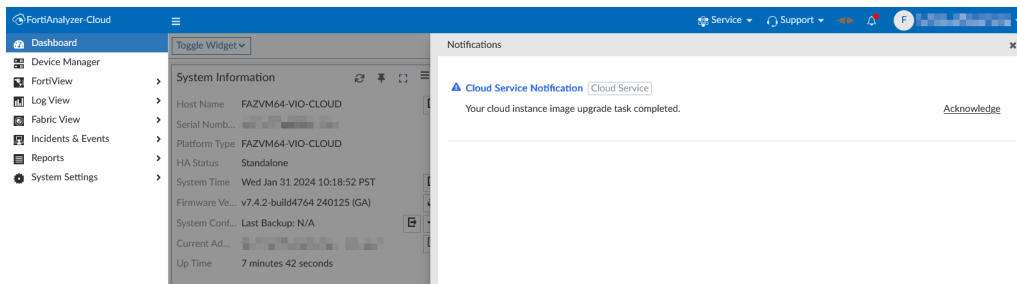 FortiAnalyzer-Cloud
Service
Support
F
Dashboard
Device Manager
FortiView
Log View
Fabric View
Incidents & Events
Reports
System Settings
Toggle Widget
System Information
Host Name FAZVM64-VIO-CLOUD
Serial Numb...
Platform Type FAZVM64-VIO-CLOUD
HA Status Standalone
System Time Wed Jan 31 2024 10:18:52 PST
Firmware Ve... v7.4.2-build4764 240125 (GA)
System Conf... Last Backup: N/A
Current Ad...
Up Time 7 minutes 42 seconds
Notifications
Cloud Service Notification Cloud Service
Your cloud instance image upgrade task completed. Acknowledge